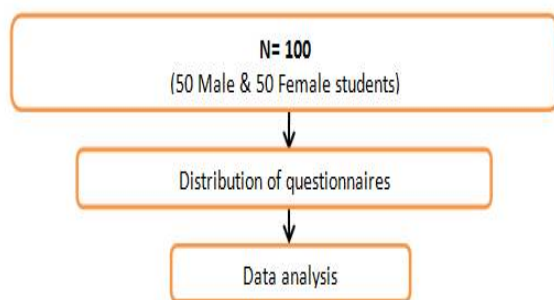 N= 100
(50 Male & 50 Female students)
Distribution of questionnaires
Data analysis